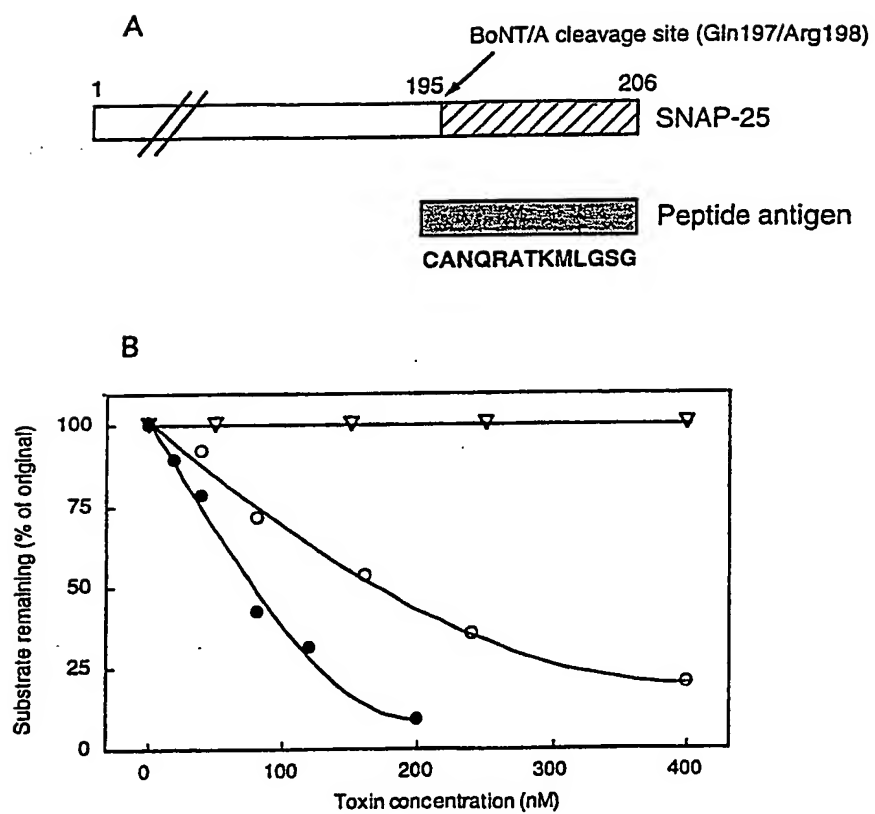 A
BoNT/A cleavage site (Gln197/Arg198)
1
195
206
SNAP-25
Peptide antigen
CANQRATKMLGSG
B
Substrate remaining (% of original)
100
75
50
25
0
0
100
200
300
400
Toxin concentration (nM)